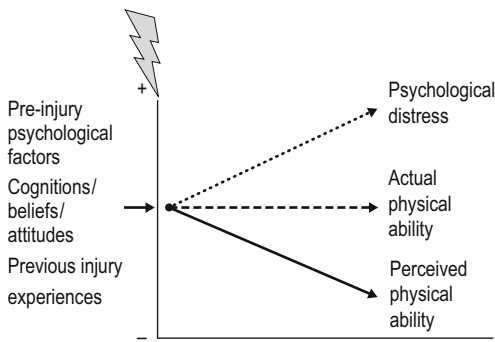 +
Pre-injury
psychological
factors
Cognitions/
beliefs/
attitudes
Previous injury
experiences
–
Psychological
distress
Actual
physical
ability
Perceived
physical
ability